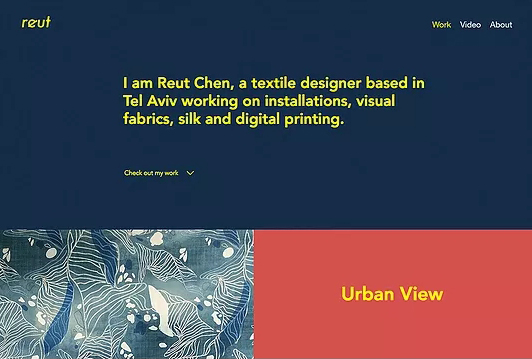 reut
Work Video About
I am Reut Chen, a textile designer based in
Tel Aviv working on installations, visual
fabrics, silk and digital printing.
Check out my work
Urban View